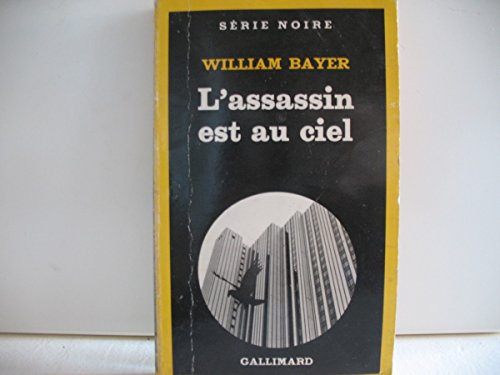 SÉRIE NOIRE
WILLIAM BAYER
L'assassin
est au ciel
GALLIMARD